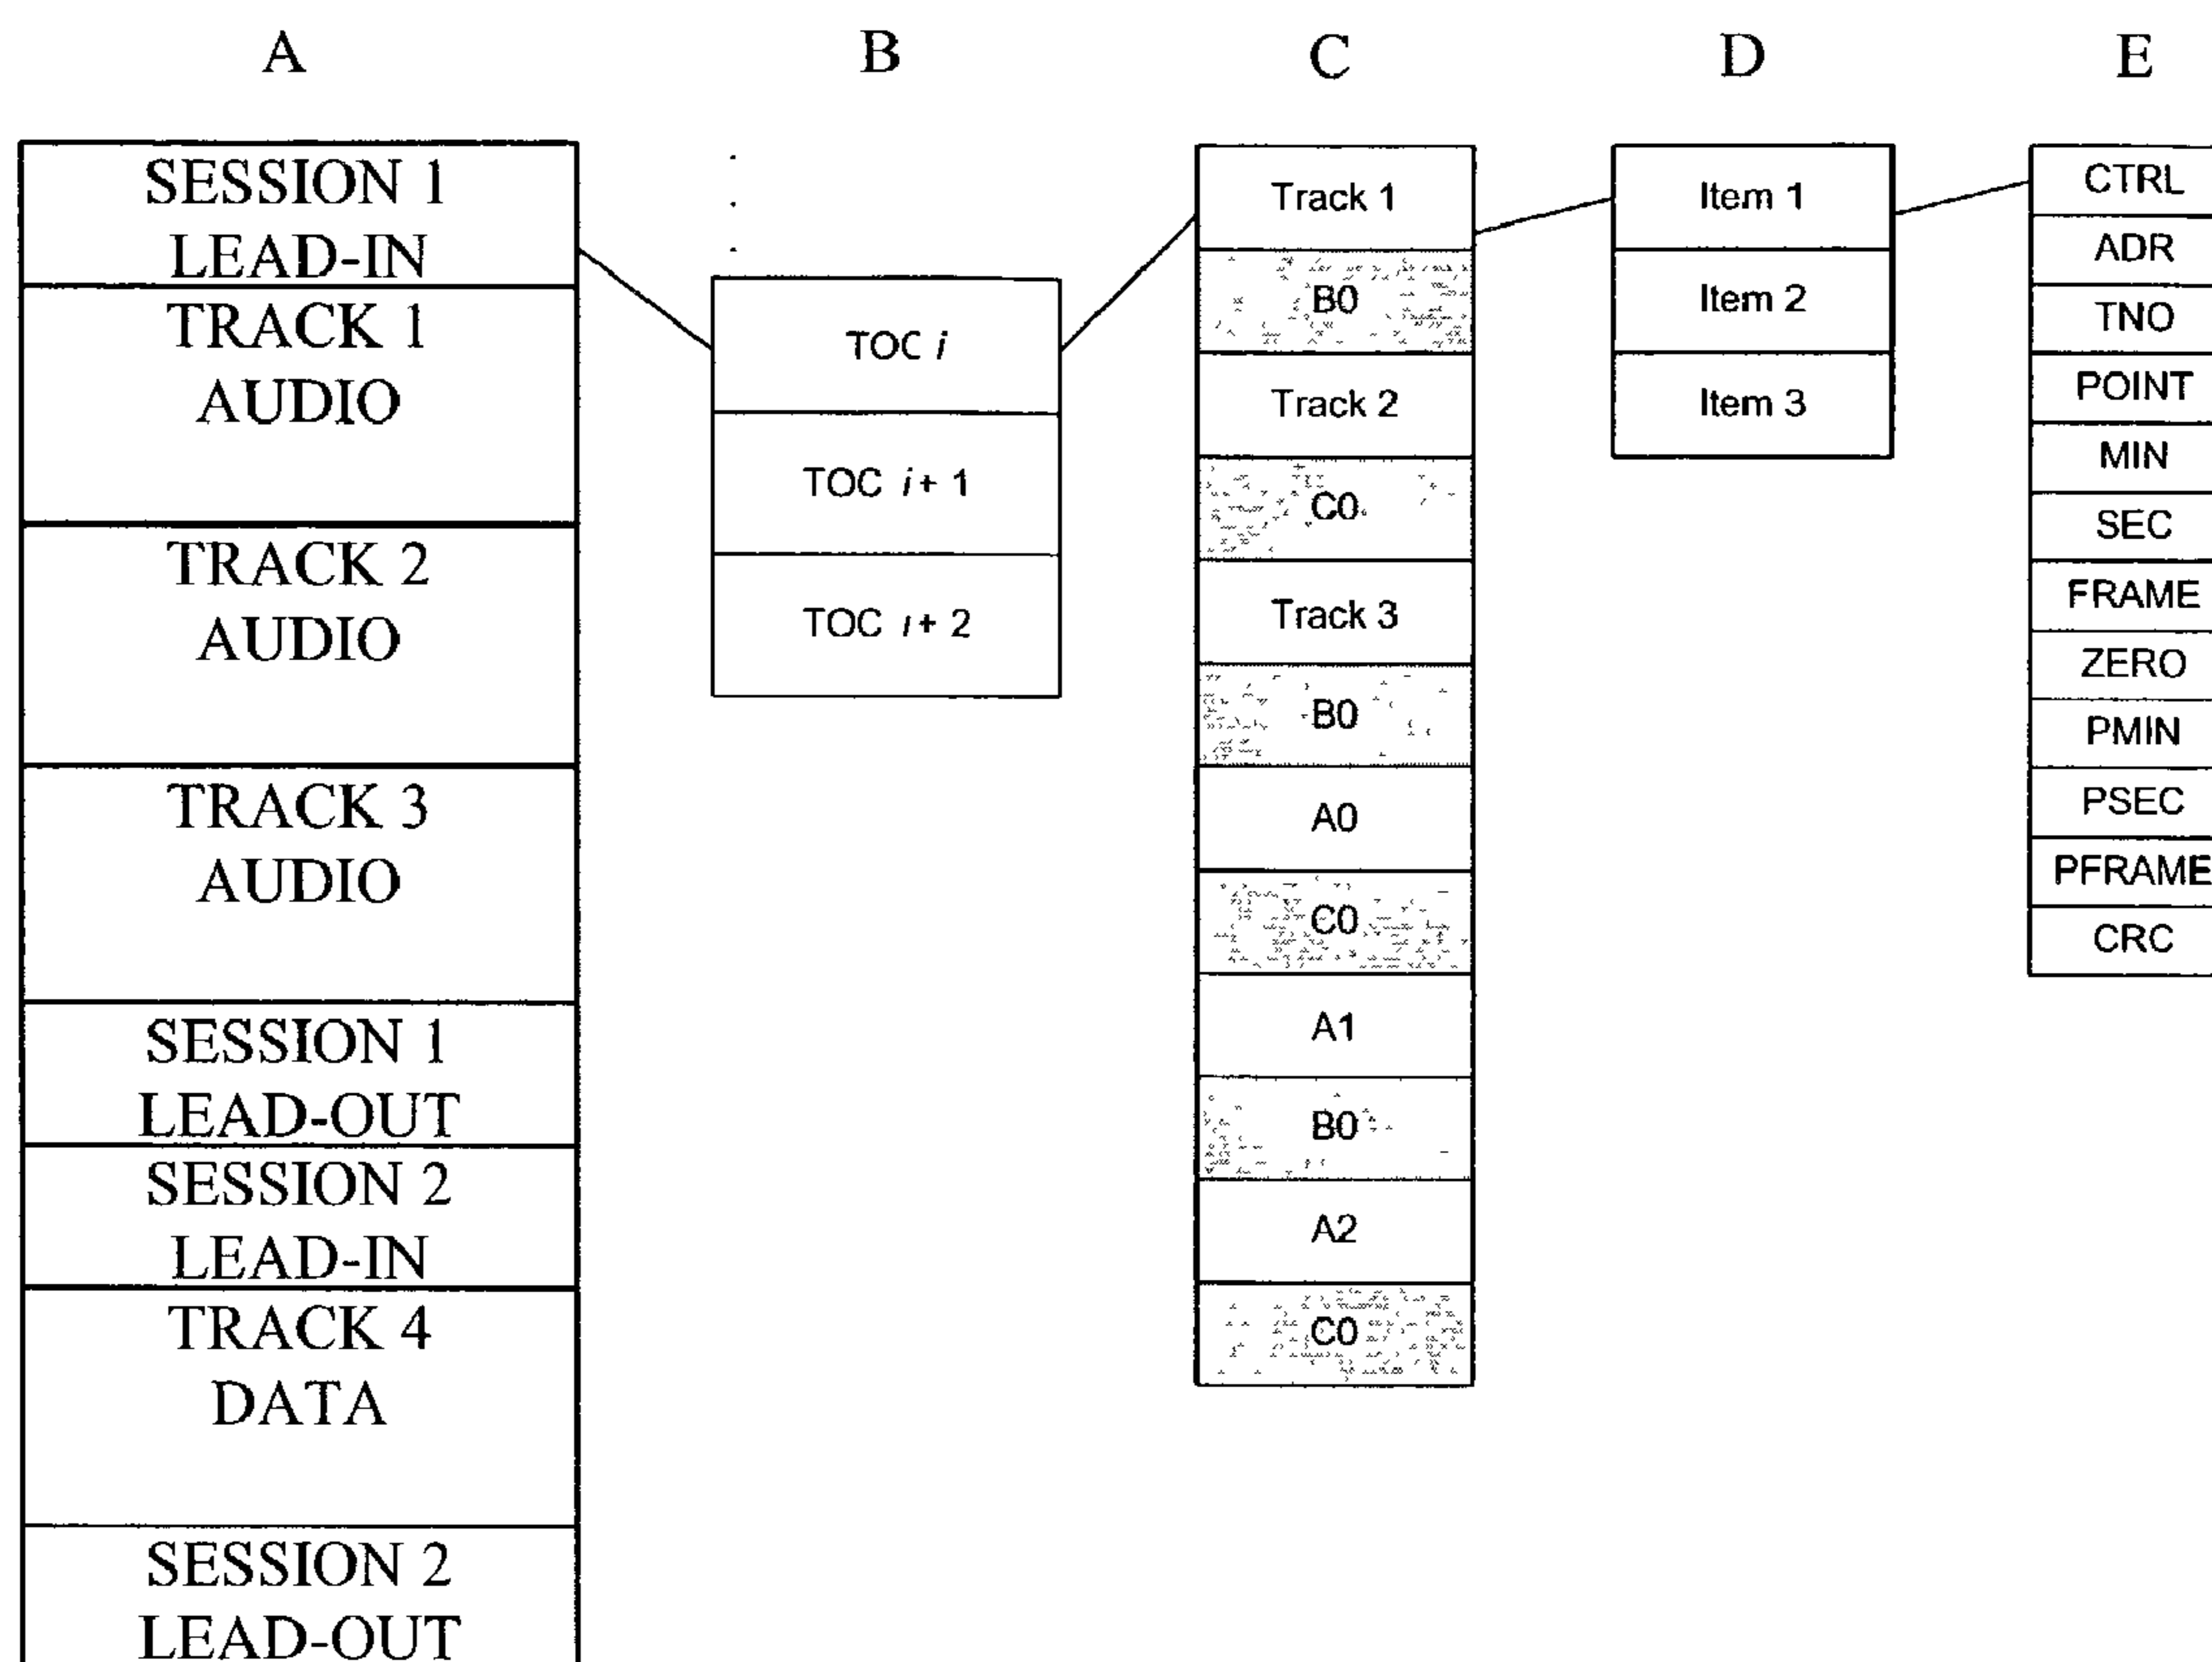 A
B
C
D
E
SESSION 1
LEAD-IN
TRACK 1
AUDIO
TRACK 2
AUDIO
TRACK 3
AUDIO
SESSION 1
LEAD-OUT
SESSION 2
LEAD-IN
TRACK 4
DATA
SESSION 2
LEAD-OUT
TOC i
TOC i + 1
TOC i + 2
Track 1
B0
Track 2
C0
Track 3
B0
A0
C0
A1
B0
A2
C0
Item 1
Item 2
Item 3
CTRL
ADR
TNO
POINT
MIN
SEC
FRAME
ZERO
PMIN
PSEC
PFRAME
CRC